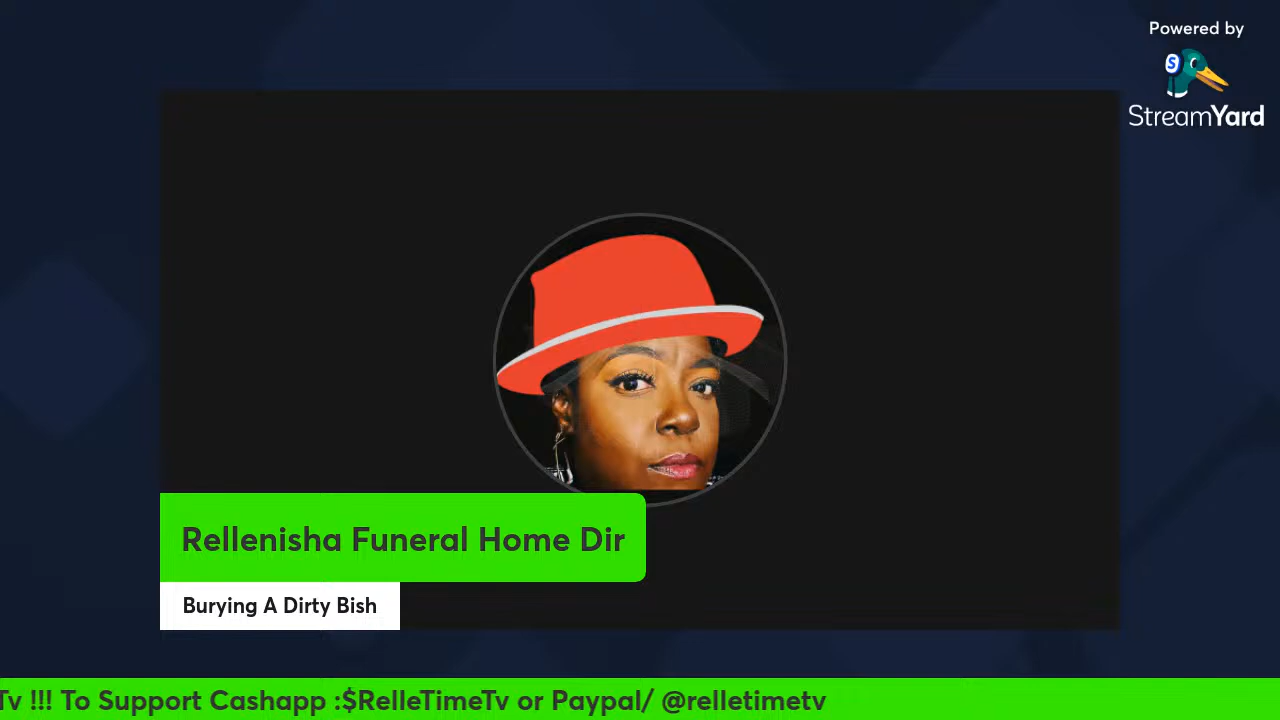 Powered by
S
StreamYard
Rellenisha Funeral Home Dir
Burying A Dirty Bish
Tv !!! To Support Cashapp :$RelleTimeTv or Paypal/ @relletimetv